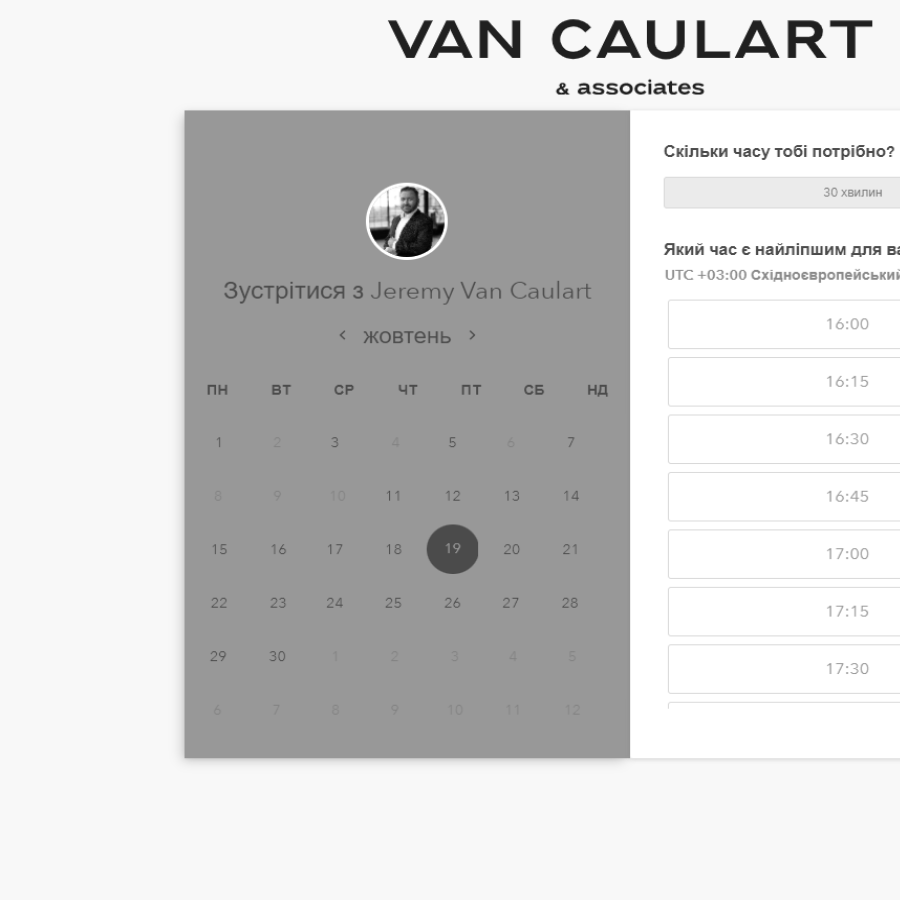 VAN CAULART
& associates
Зустрітися з Jeremy Van Caulart
‹ жовтень ›
ПН ВТ СР ЧТ ПТ СБ НД
1 2 3 4 5 6 7
8 9 10 11 12 13 14
15 16 17 18 19 20 21
22 23 24 25 26 27 28
29 30 1 2 3 4 5
6 7 8 9 10 11 12
Скільки часу тобі потрібно?
30 хвилин
Який час є найліпшим для ва
UTC +03:00 Східноєвропейський
16:00
16:15
16:30
16:45
17:00
17:15
17:30